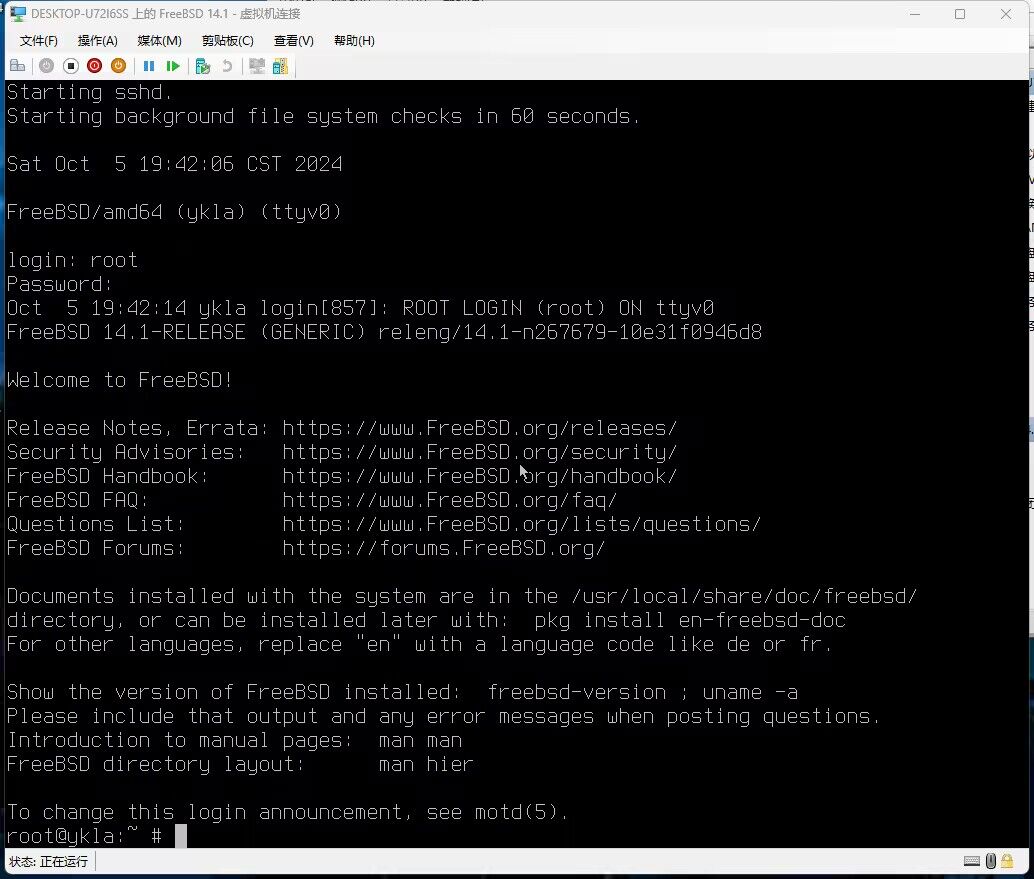 DESKTOP-U72I6SS 上的 FreeBSD 14.1 - 虚拟机连接
文件(F) 操作(A) 媒体(M) 剪贴板(C) 查看(V) 帮助(H)
Starting sshd.
Starting background file system checks in 60 seconds.
Sat Oct  5 19:42:06 CST 2024
FreeBSD/amd64 (ykla) (ttyv0)
login: root
Password:
Oct  5 19:42:14 ykla login[857]: ROOT LOGIN (root) ON ttyv0
FreeBSD 14.1-RELEASE (GENERIC) releng/14.1-n267679-10e31f0946d8
Welcome to FreeBSD!
Release Notes, Errata: https://www.FreeBSD.org/releases/
Security Advisories:   https://www.FreeBSD.org/security/
FreeBSD Handbook:      https://www.FreeBSD.org/handbook/
FreeBSD FAQ:           https://www.FreeBSD.org/faq/
Questions List:        https://www.FreeBSD.org/lists/questions/
FreeBSD Forums:        https://forums.FreeBSD.org/
Documents installed with the system are in the /usr/local/share/doc/freebsd/
directory, or can be installed later with:  pkg install en-freebsd-doc
For other languages, replace "en" with a language code like de or fr.
Show the version of FreeBSD installed:  freebsd-version ; uname -a
Please include that output and any error messages when posting questions.
Introduction to manual pages:  man man
FreeBSD directory layout:      man hier
To change this login announcement, see motd(5).
root@ykla:~ #
状态: 正在运行